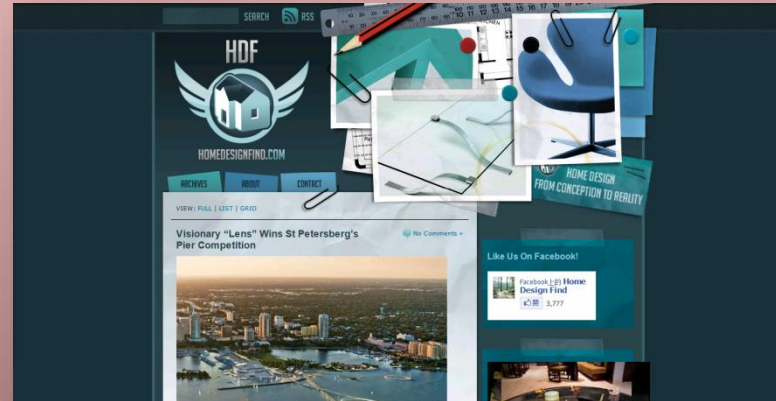 SEARCH
RSS
HDF
HOMEDESIGNFIND.COM
ARCHIVES
ABOUT
CONTACT
HOME DESIGN
FROM CONCEPTION TO REALITY
VIEW: FULL | LIST | GRID
Visionary “Lens” Wins St Petersberg’s
Pier Competition
No Comments »
Like Us On Facebook!
Facebook上的 Home
Design Find
赞 3,777